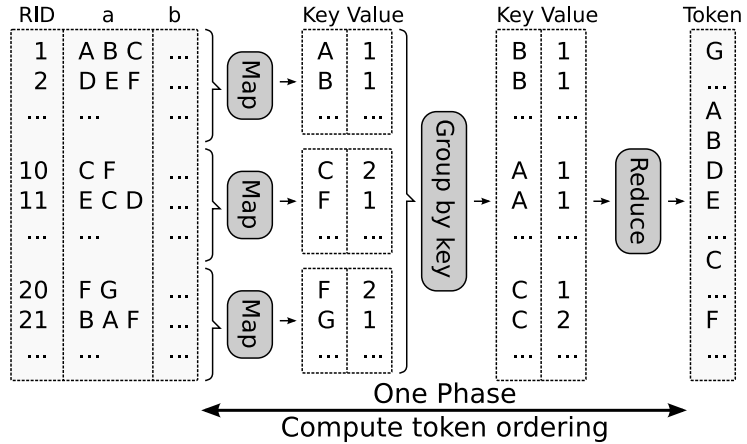 RID a b Key Value Key Value Token
1 A B C ... A 1 B 1 G
2 D E F ... B 1 B 1 ...
... ... ... ... ... ... ... A
B
10 C F ... C 2 A 1 D
11 E C D ... F 1 A 1 E
... ... ... ... ... ... ... ...
C
20 F G ... F 2 C 1 ...
21 B A F ... G 1 C 2 F
... ... ... ... ... ... ... ...
Map
Map
Map
Group by key
Reduce
One Phase
Compute token ordering